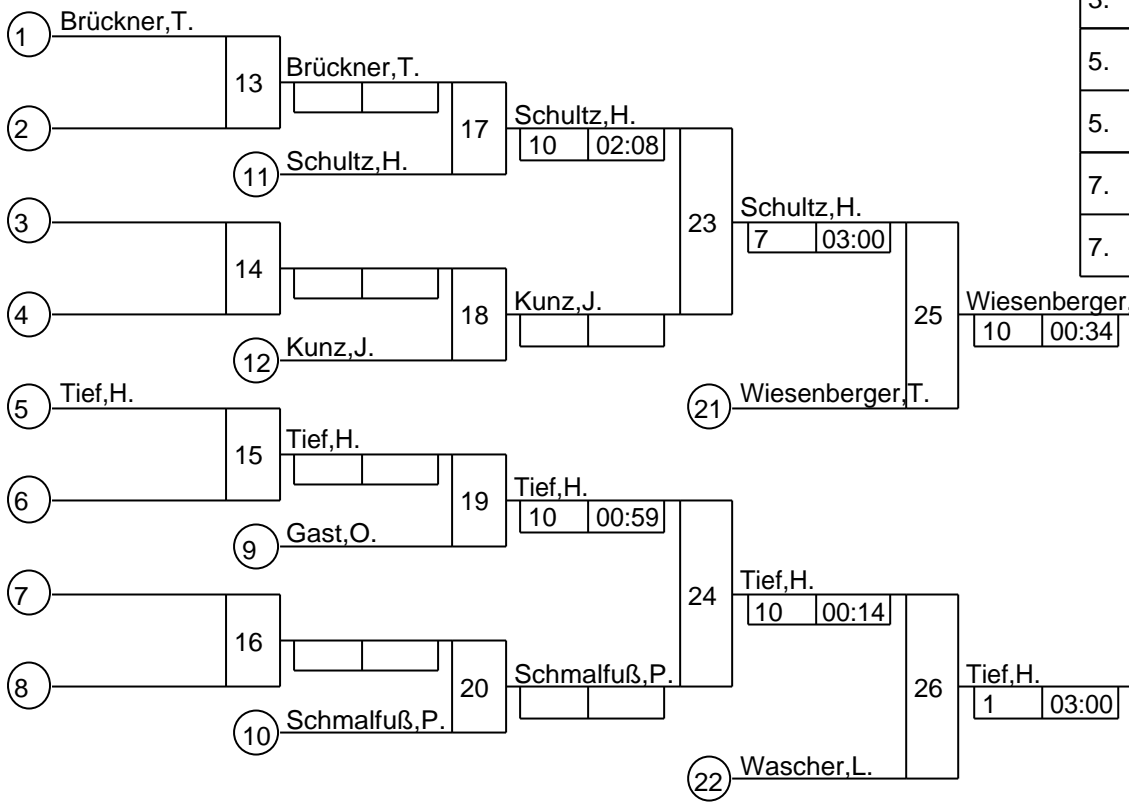 3.
1 Brückner,T.
5.
13 Brückner,T.
5.
2
17 Schultz,H.
10 02:08
11 Schultz,H.
7.
3
23 Schultz,H.
7 03:00
7.
14
4
18 Kunz,J.
25 Wiesenberger,
10 00:34
12 Kunz,J.
5 Tief,H.
21 Wiesenberger,T.
15 Tief,H.
6
19 Tief,H.
10 00:59
9 Gast,O.
7
24 Tief,H.
10 00:14
16
8
20 Schmalfuß,P.
26 Tief,H.
1 03:00
10 Schmalfuß,P.
22 Wascher,L.